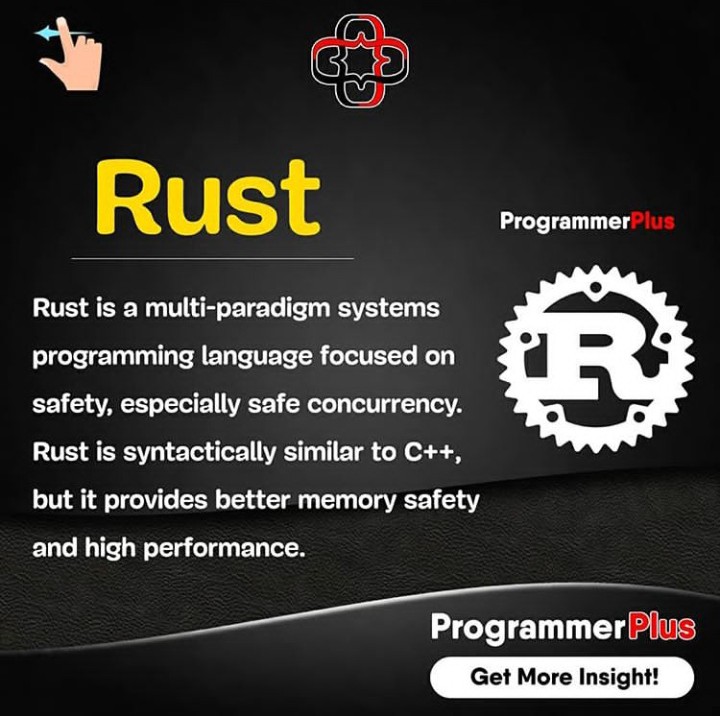 Rust
ProgrammerPlus
Rust is a multi-paradigm systems
programming language focused on
safety, especially safe concurrency.
Rust is syntactically similar to C++,
but it provides better memory safety
and high performance.
R
ProgrammerPlus
Get More Insight!